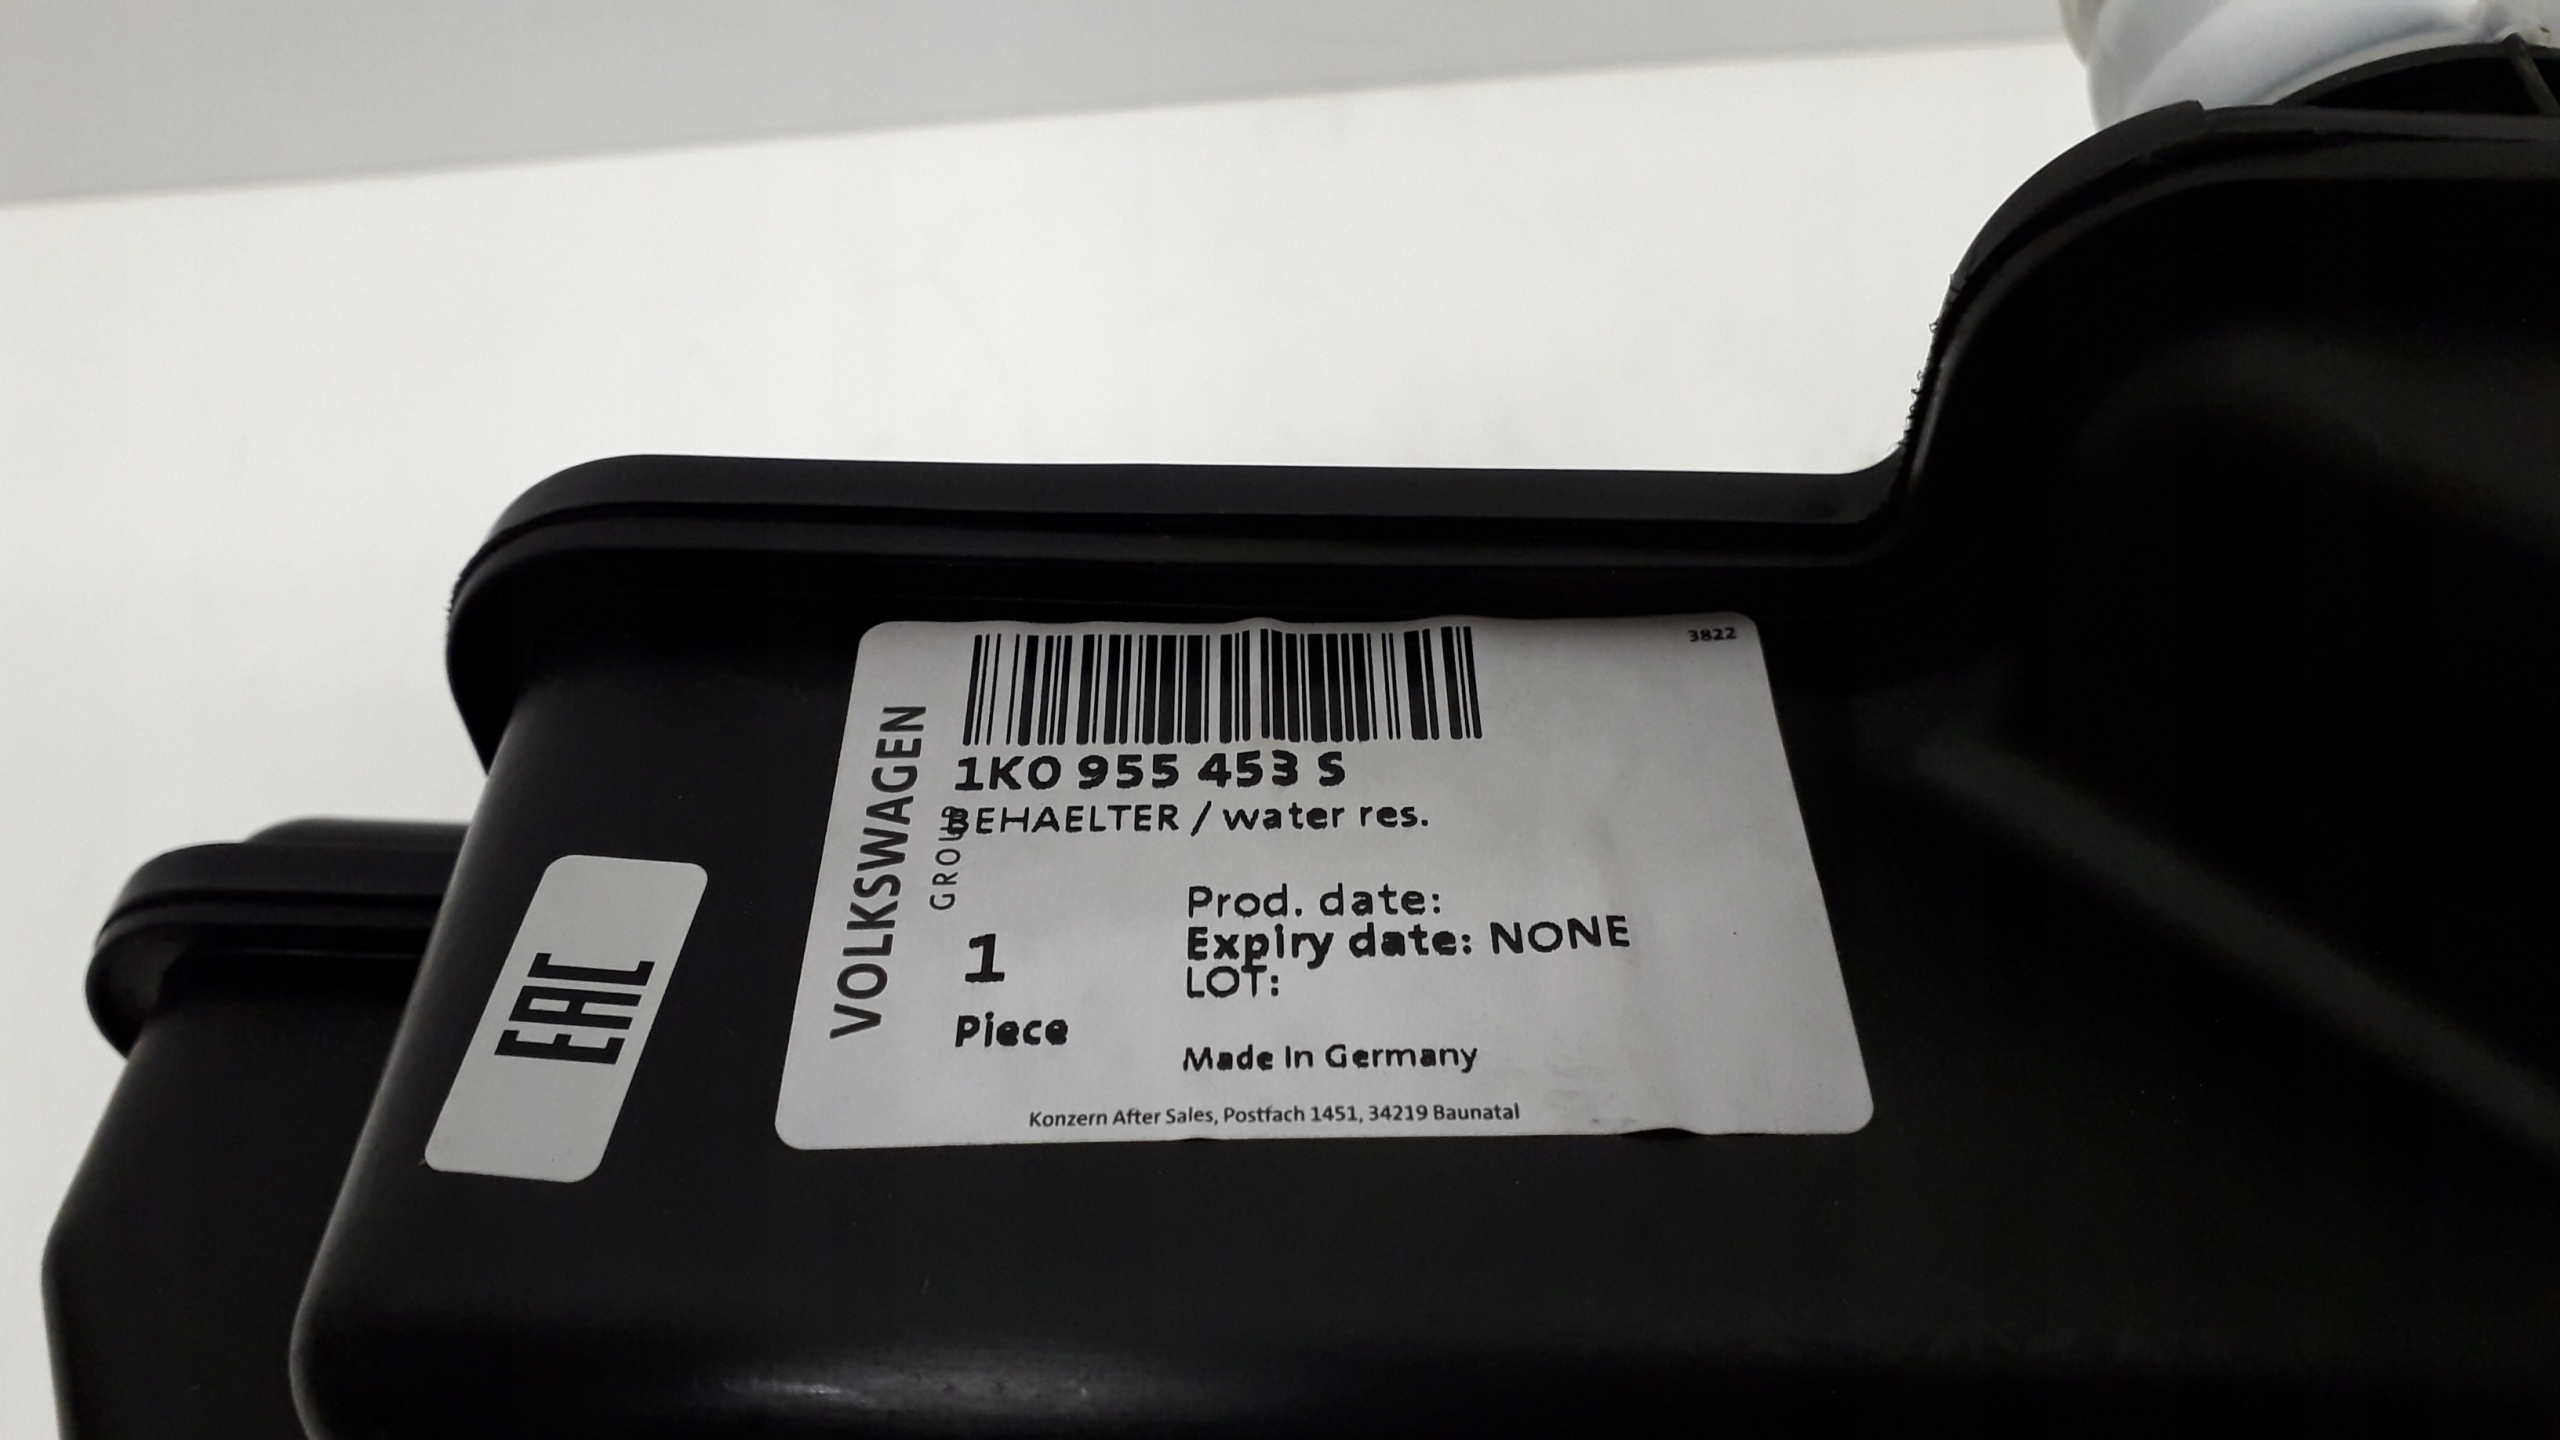 3822
1K0 955 453 S
BEHAELTER / water res.
VOLKSWAGEN
GROUP
1
Piece
Prod. date:
Expiry date: NONE
LOT:
Made In Germany
Konzern After Sales, Postfach 1451, 34219 Baunatal
EAC